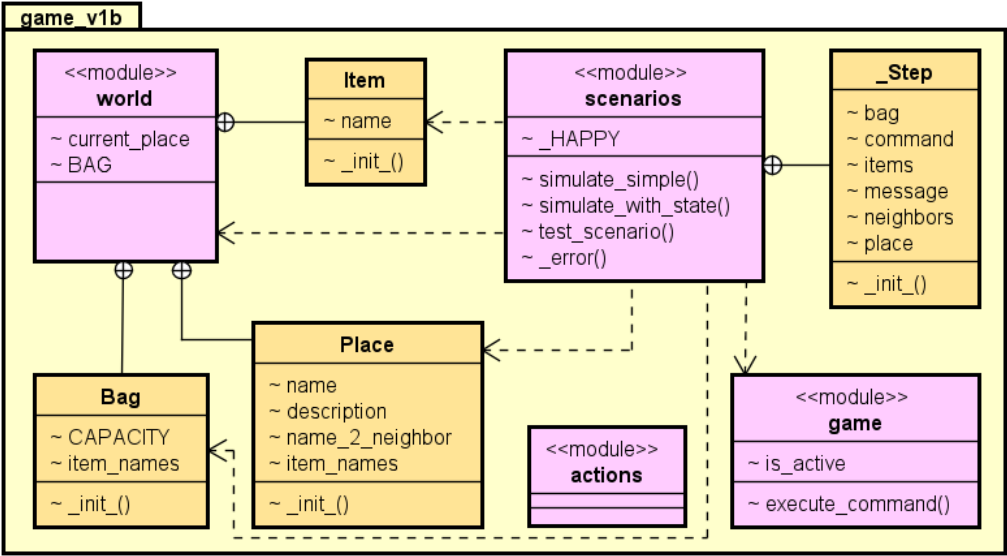 game_v1b
<<module>>
world
~ current_place
~ BAG
Item
~ name
~ _init_()
<<module>>
scenarios
~ _HAPPY
~ simulate_simple()
~ simulate_with_state()
~ test_scenario()
~ _error()
_Step
~ bag
~ command
~ items
~ message
~ neighbors
~ place
~ _init_()
Bag
~ CAPACITY
~ item_names
~ _init_()
Place
~ name
~ description
~ name_2_neighbor
~ item_names
~ _init_()
<<module>>
actions
<<module>>
game
~ is_active
~ execute_command()